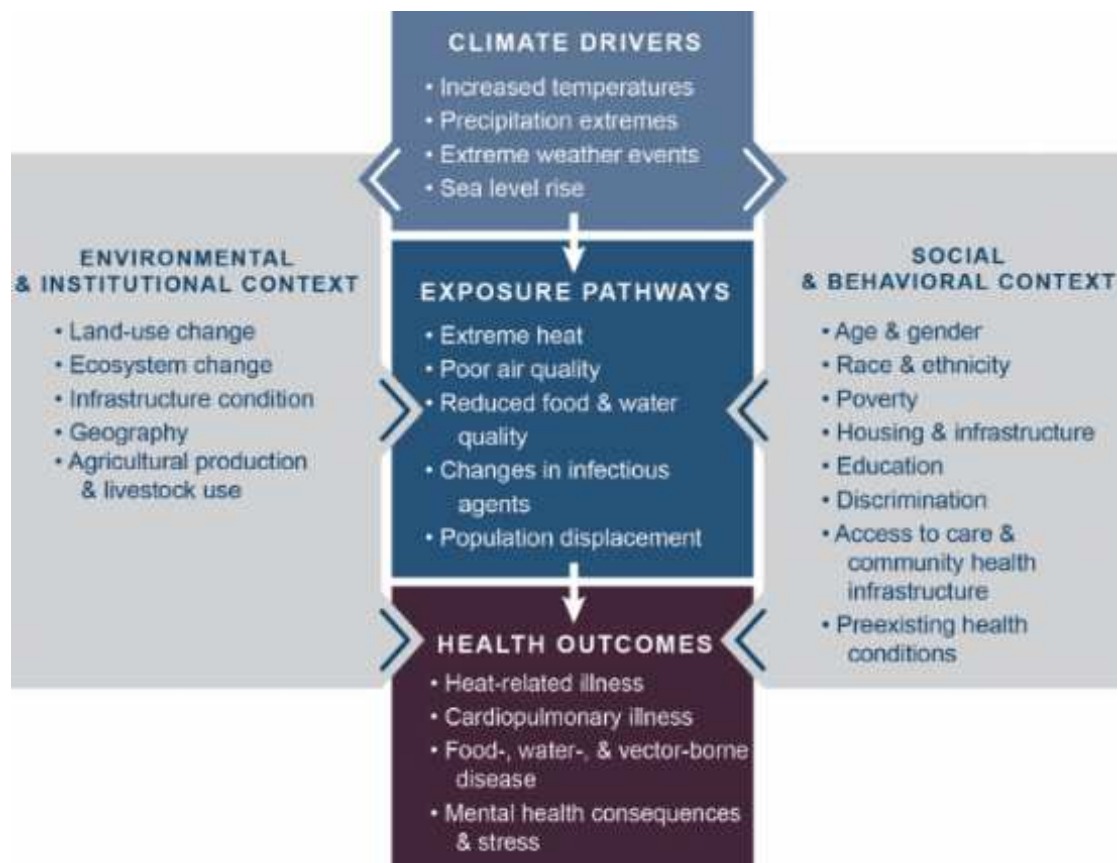 CLIMATE DRIVERS
• Increased temperatures
• Precipitation extremes
• Extreme weather events
• Sea level rise
ENVIRONMENTAL
& INSTITUTIONAL CONTEXT
• Land-use change
• Ecosystem change
• Infrastructure condition
• Geography
• Agricultural production
& livestock use
EXPOSURE PATHWAYS
• Extreme heat
• Poor air quality
• Reduced food & water
quality
• Changes in infectious
agents
• Population displacement
SOCIAL
& BEHAVIORAL CONTEXT
• Age & gender
• Race & ethnicity
• Poverty
• Housing & infrastructure
• Education
• Discrimination
• Access to care &
community health
infrastructure
• Preexisting health
conditions
HEALTH OUTCOMES
• Heat-related illness
• Cardiopulmonary illness
• Food-, water-, & vector-borne
disease
• Mental health consequences
& stress